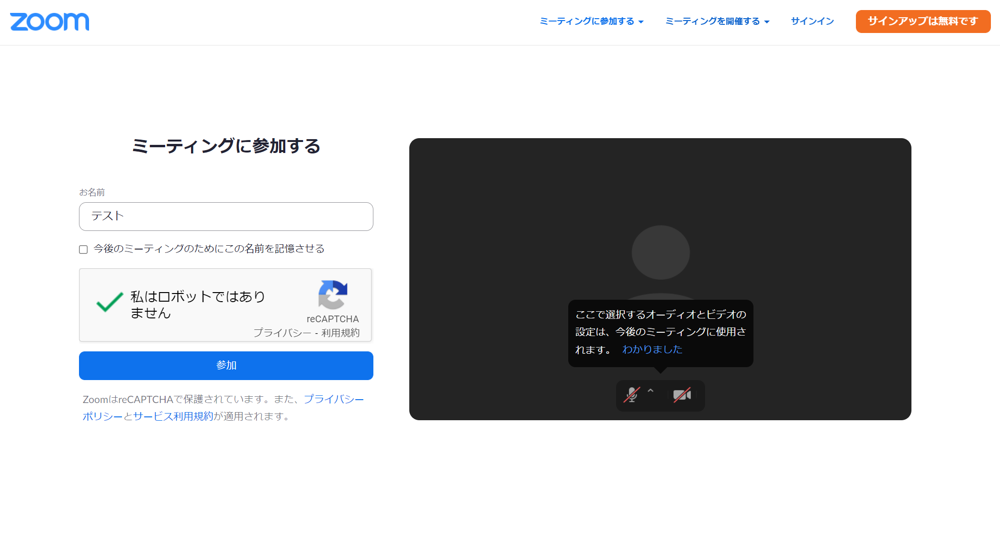 zoom
ミーティングに参加する
ミーティングを開催する
サインイン
サインアップは無料です
ミーティングに参加する
お名前
テスト
今後のミーティングのためにこの名前を記憶させる
私はロボットではあり
ません
reCAPTCHA
プライバシー - 利用規約
参加
ZoomはreCAPTCHAで保護されています。また、プライバシー
ポリシーとサービス利用規約が適用されます。
ここで選択するオーディオとビデオの
設定は、今後のミーティングに使用さ
れます。 わかりました